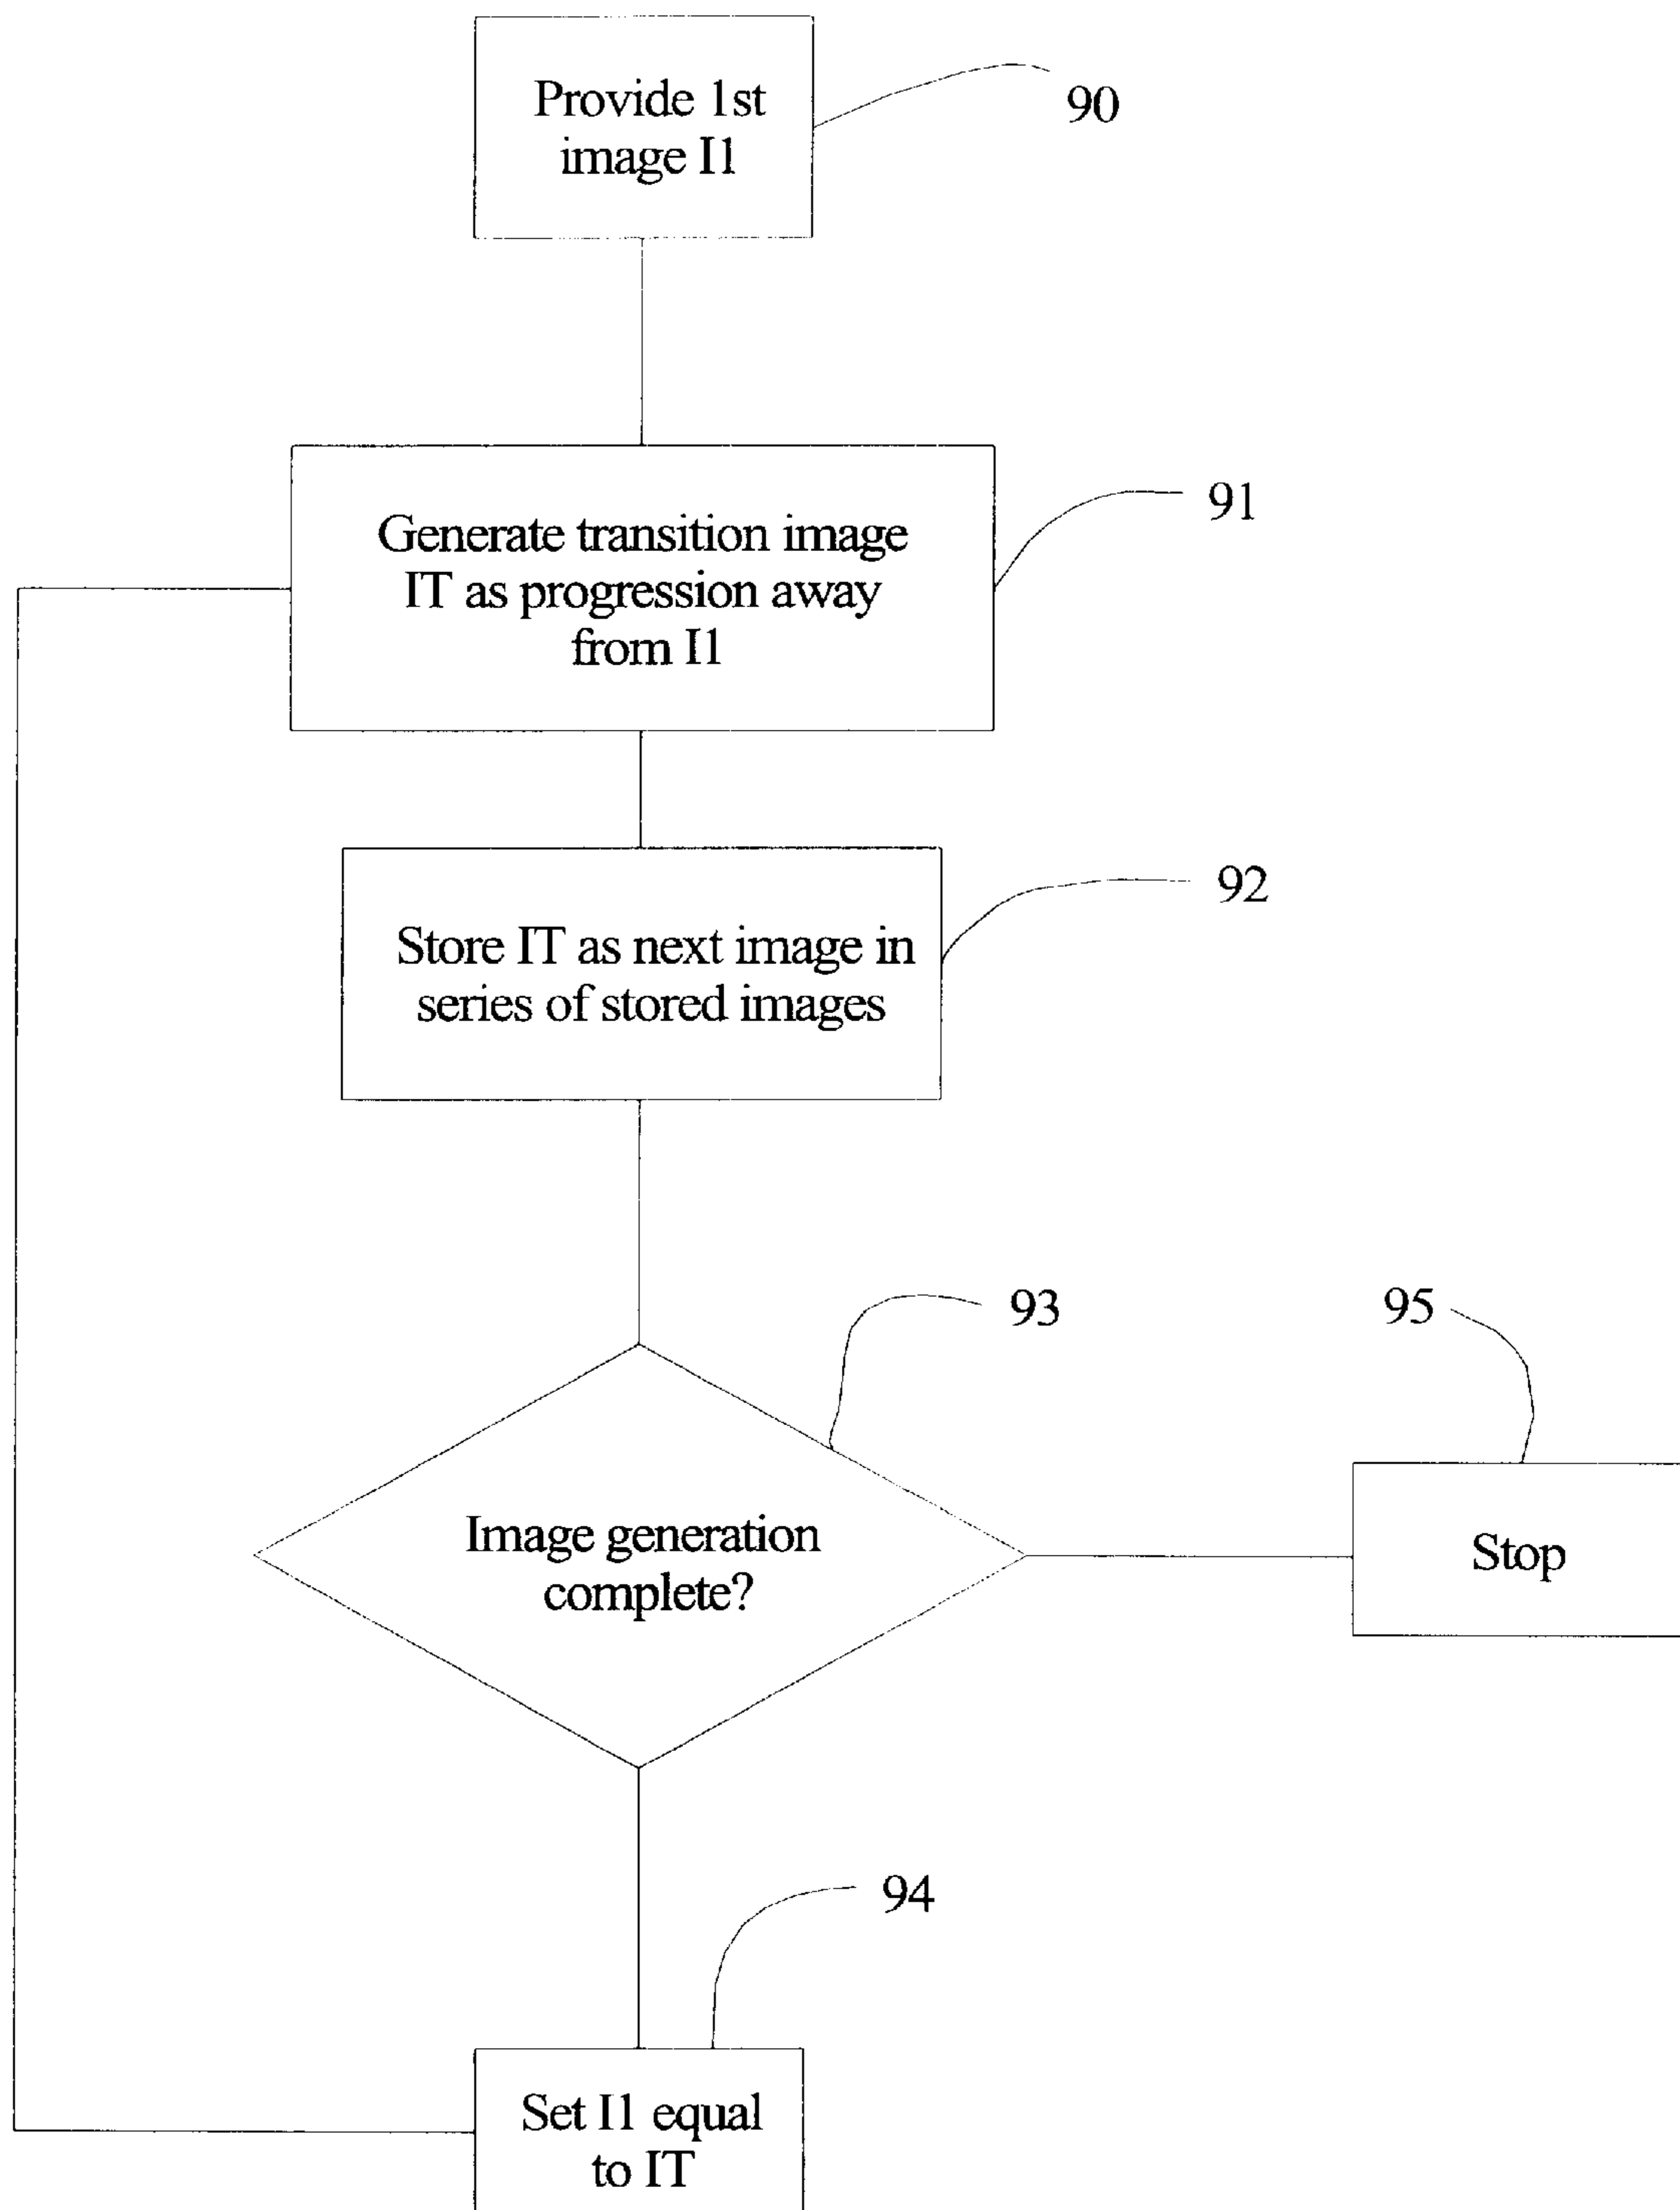 Provide 1st
image I1
90
Generate transition image
IT as progression away
from I1
91
Store IT as next image in
series of stored images
92
93
95
Image generation
complete?
Stop
94
Set I1 equal
to IT